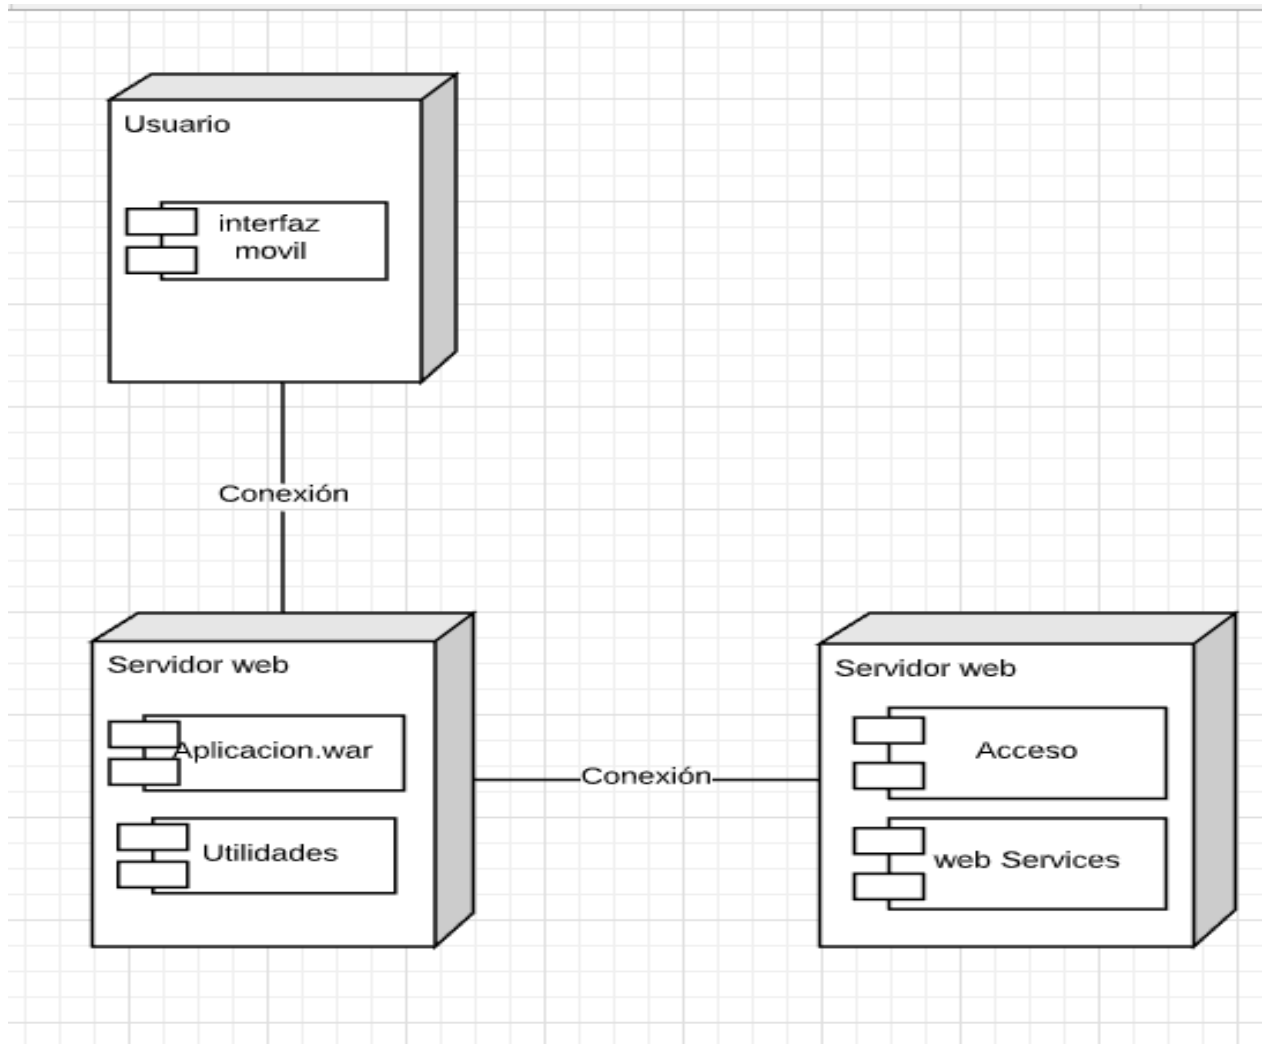 Usuario
interfaz
movil
Conexión
Servidor web
Aplicacion.war
Utilidades
Conexión
Servidor web
Acceso
web Services